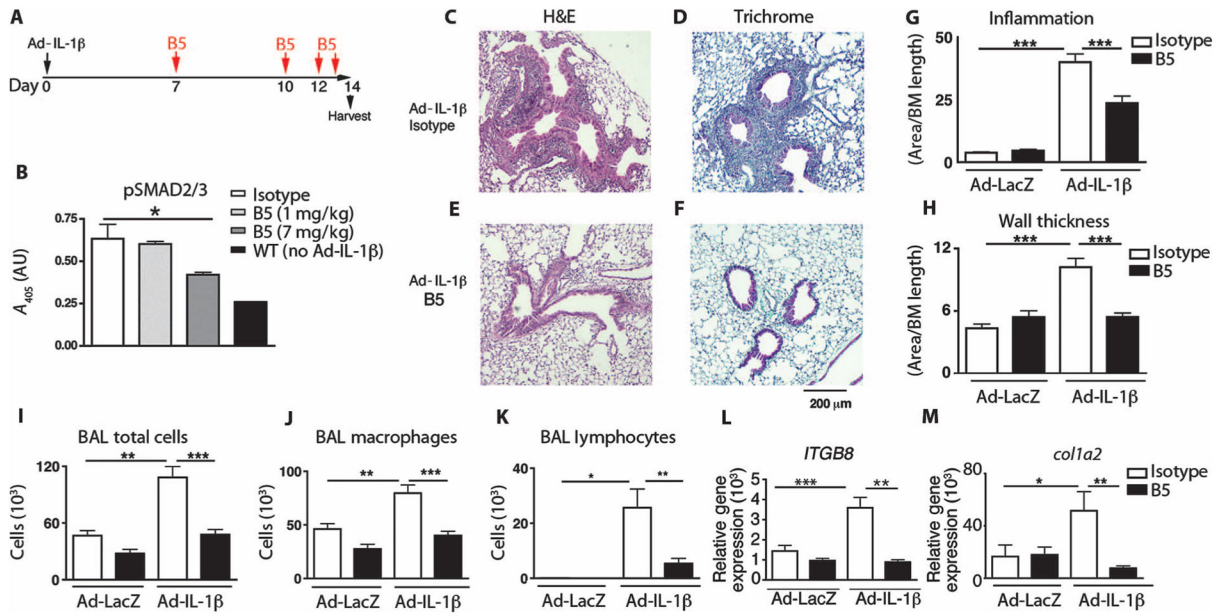 A
Ad-IL-1β
B5
B5
B5
Day 0 7 10 12 14
Harvest
B
pSMAD2/3
A405 (AU)
0.75
0.50
0.25
0.00
*
Isotype
B5 (1 mg/kg)
B5 (7 mg/kg)
WT (no Ad-IL-1β)
C
H&E
D
Trichrome
Ad-IL-1β
Isotype
E
F
Ad-IL-1β
B5
200 μm
G
Inflammation
(Area/BM length)
50
25
0
***
***
Isotype
B5
Ad-LacZ
Ad-IL-1β
H
Wall thickness
(Area/BM length)
12
6
0
***
***
Isotype
B5
Ad-LacZ
Ad-IL-1β
I
BAL total cells
Cells (10³)
120
90
60
30
0
**
***
Ad-LacZ
Ad-IL-1β
J
BAL macrophages
Cells (10³)
100
50
0
**
***
Ad-LacZ
Ad-IL-1β
K
BAL lymphocytes
Cells (10³)
40
20
0
*
**
Ad-LacZ
Ad-IL-1β
L
ITGB8
Relative gene
expression (10³)
5
4
3
2
1
0
***
**
Ad-LacZ
Ad-IL-1β
M
col1a2
Relative gene
expression (10³)
80
40
0
*
**
Isotype
B5
Ad-LacZ
Ad-IL-1β